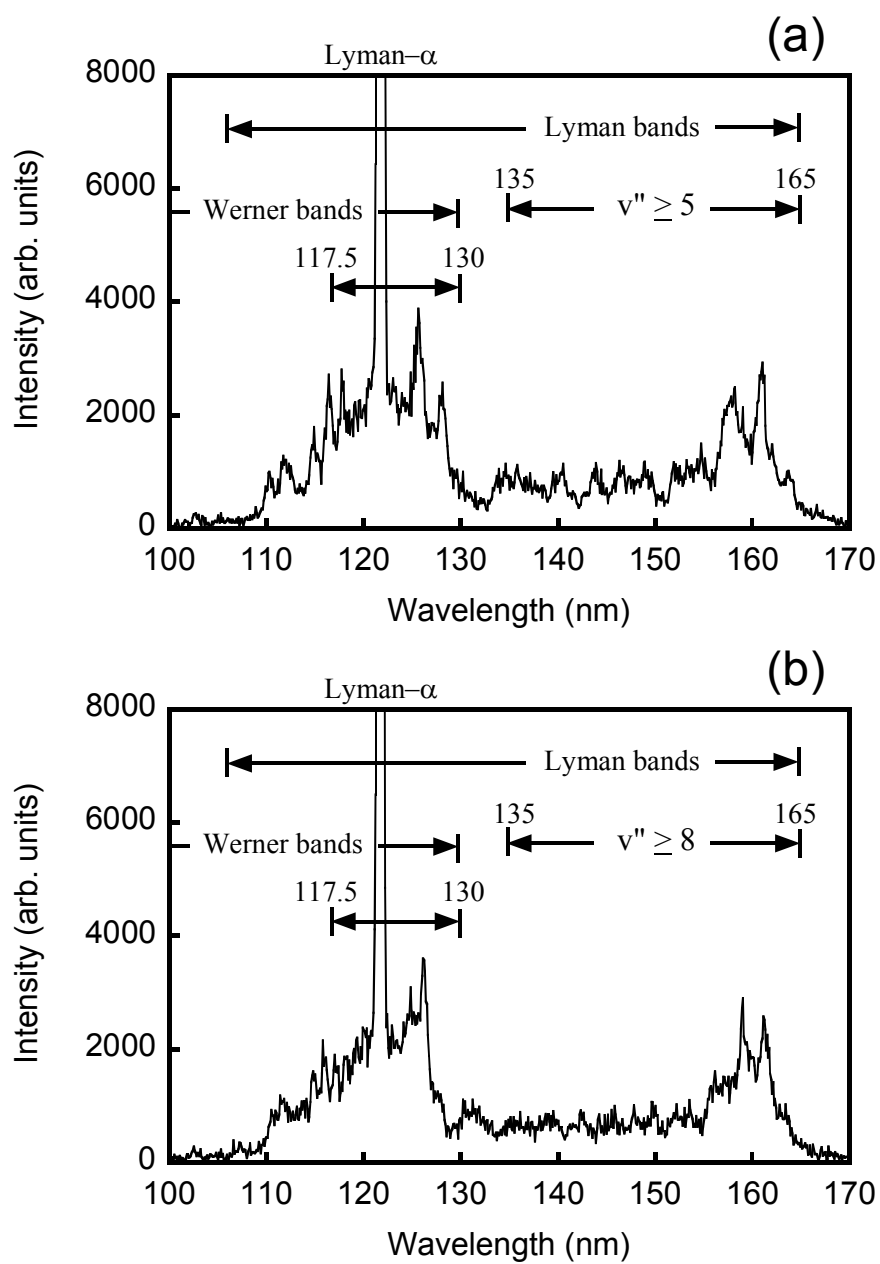 (a)
Lyman–α
8000
Lyman bands
6000
135
165
Werner bands
v" ≥ 5
117.5
130
4000
2000
0
Intensity (arb. units)
100 110 120 130 140 150 160 170
Wavelength (nm)
(b)
Lyman–α
8000
Lyman bands
6000
135
165
Werner bands
v" ≥ 8
117.5
130
4000
2000
0
Intensity (arb. units)
100 110 120 130 140 150 160 170
Wavelength (nm)